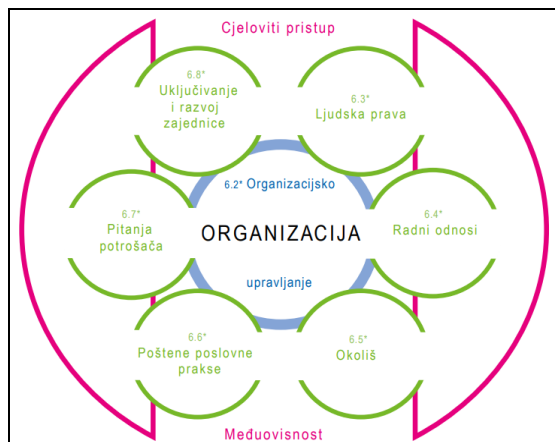 Cjeloviti pristup
6.8*
Uključivanje
i razvoj
zajednice
6.3*
Ljudska prava
6.2* Organizacijsko
6.7*
Pitanja
potrošača
ORGANIZACIJA
6.4*
Radni odnosi
upravljanje
6.6*
Poštene poslovne
prakse
6.5*
Okoliš
Međuovisnost